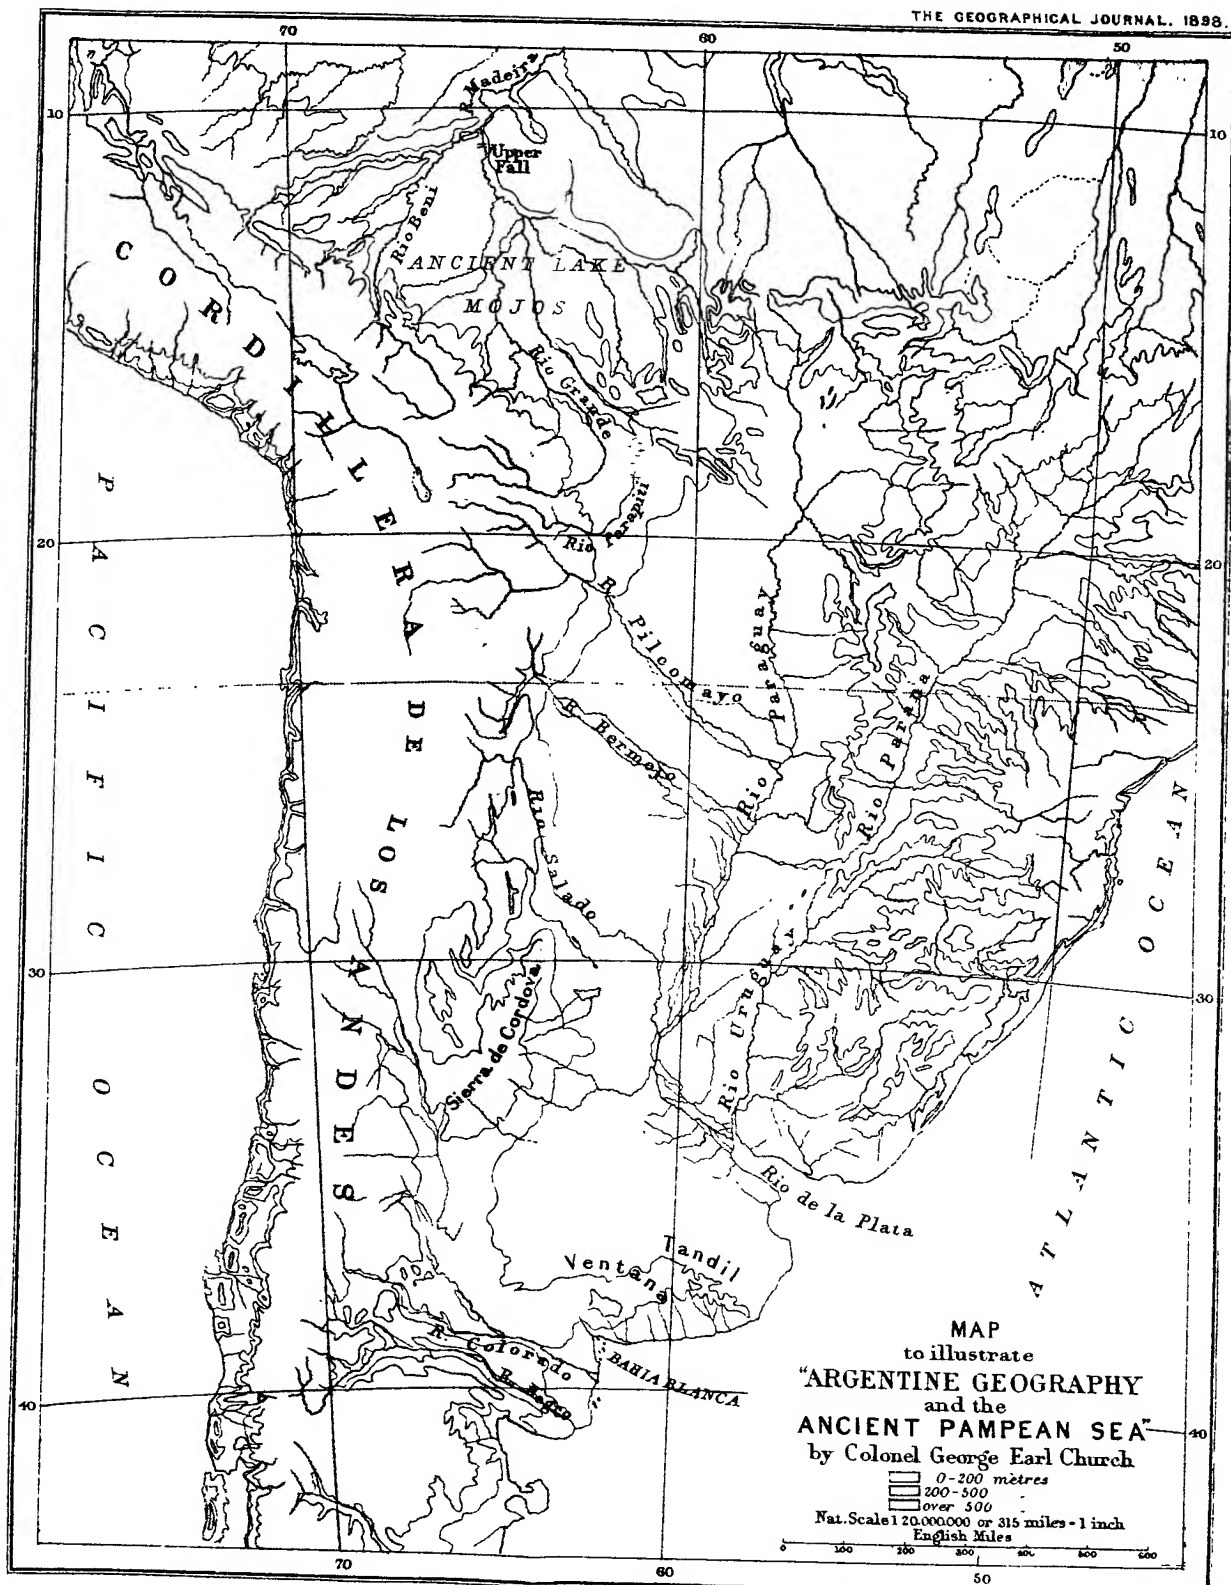 THE GEOGRAPHICAL JOURNAL. 1898.
70 60 50
10 10
R. Madeira
Upper
Fall
Rio Beni
ANCIENT LAKE
MOJOS
Rio Grande
CORDILLERA DE LOS ANDES
PACIFIC OCEAN
Rio Parapiti
20 20
R. Pilcomayo
Rio Paraguay
R. Bermejo
Rio Parana
Rio Salado
ATLANTIC OCEAN
30 30
Sierra de Cordova
Rio Uruguay
Rio de la Plata
Tandil
Ventana
R. Colorado
BAHIA BLANCA
R. Negro
40 40
MAP
to illustrate
"ARGENTINE GEOGRAPHY
and the
ANCIENT PAMPEAN SEA"
by Colonel George Earl Church
0-200 metres
200-500 "
over 500 "
Nat. Scale 1 20.000.000 or 315 miles - 1 inch
English Miles
0 100 200 300 400 500 600
70 60 50